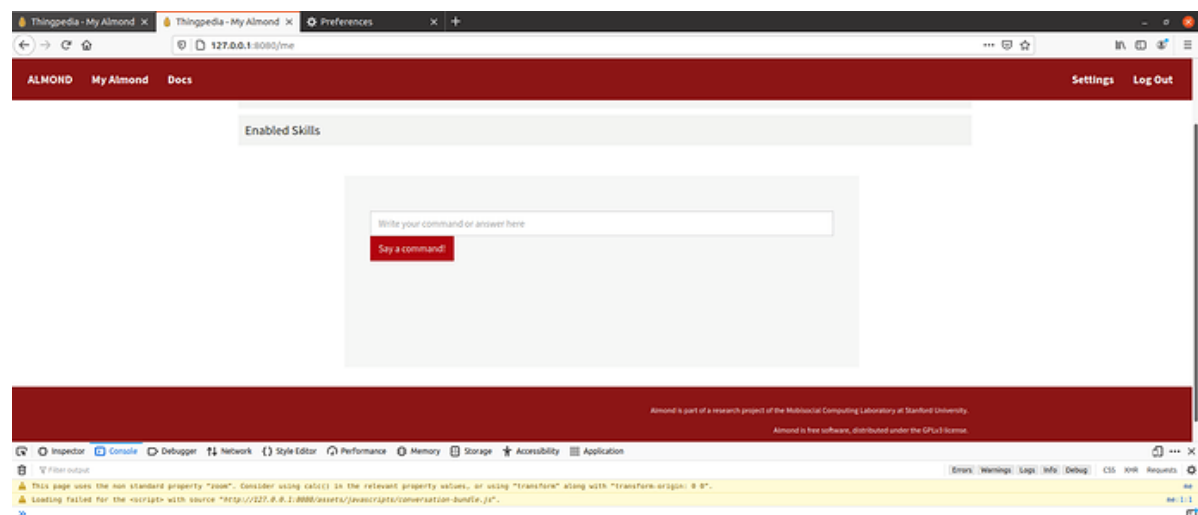 Thingpedia - My Almond
Thingpedia - My Almond
Preferences
127.0.0.1:8080/me
ALMOND My Almond Docs Settings Log Out
Enabled Skills
Write your command or answer here
Say a command!
Almond is part of a research project of the Mobisocial Computing Laboratory at Stanford University.
Almond is free software, distributed under the GPLv3 license.
Inspector Console Debugger Network Style Editor Performance Memory Storage Accessibility Application
Filter output Errors Warnings Logs Info Debug CSS XHR Requests
This page uses the non standard property "zoom". Consider using calc() in the relevant property values, or using "transform" along with "transform-origin: 0 0". me
Loading failed for the <script> with source "http://127.0.0.1:8080/assets/javascripts/conversation-bundle.js". me:1:1